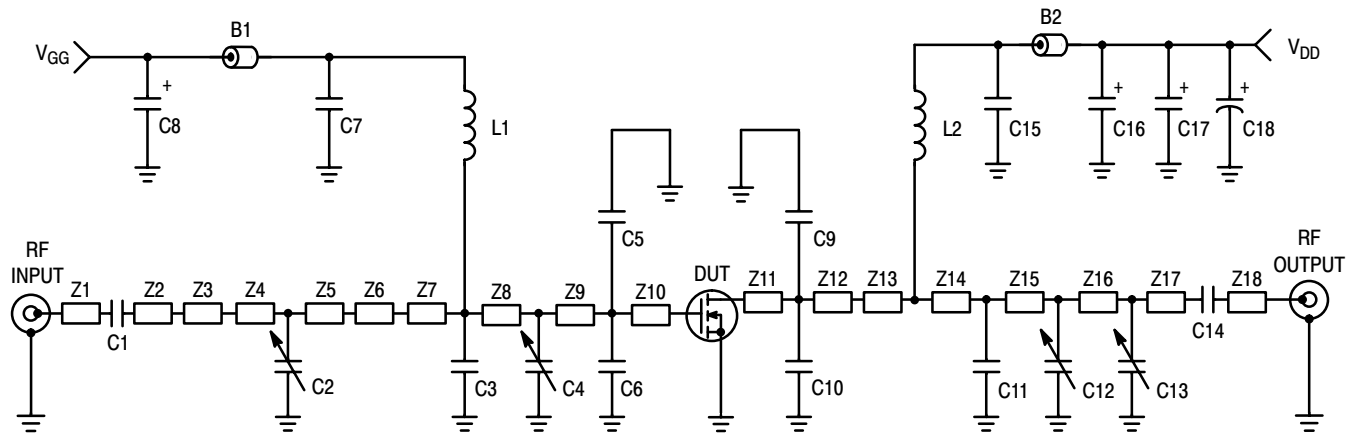 B1
B2
VGG
VDD
+
C8
C7
L1
L2
C15
+
C16
+
C17
+
C18
C5
C9
RF
INPUT
RF
OUTPUT
DUT
Z1
Z2
Z3
Z4
Z5
Z6
Z7
Z8
Z9
Z10
Z11
Z12
Z13
Z14
Z15
Z16
Z17
Z18
C1
C14
C2
C3
C4
C6
C10
C11
C12
C13